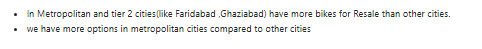 • In Metropolitan and tier 2 cities(like Faridabad ,Ghaziabad) have more bikes for Resale than other cities.
• we have more options in metropolitan cities compared to other cities